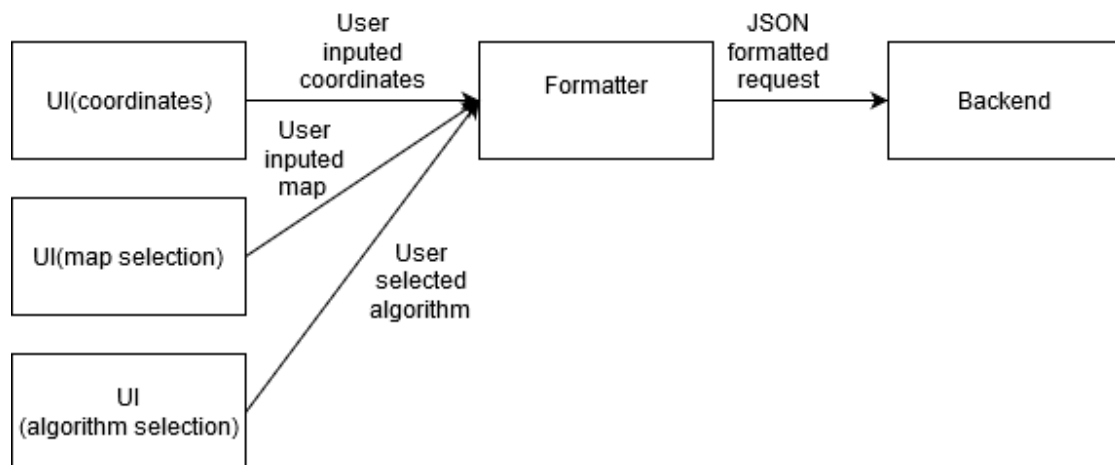 User
inputed
coordinates
JSON
formatted
request
UI(coordinates)
Formatter
Backend
User
inputed
map
UI(map selection)
User
selected
algorithm
UI
(algorithm selection)